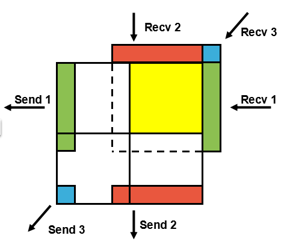 Recv 2
Recv 3
Send 1
Recv 1
Send 3
Send 2